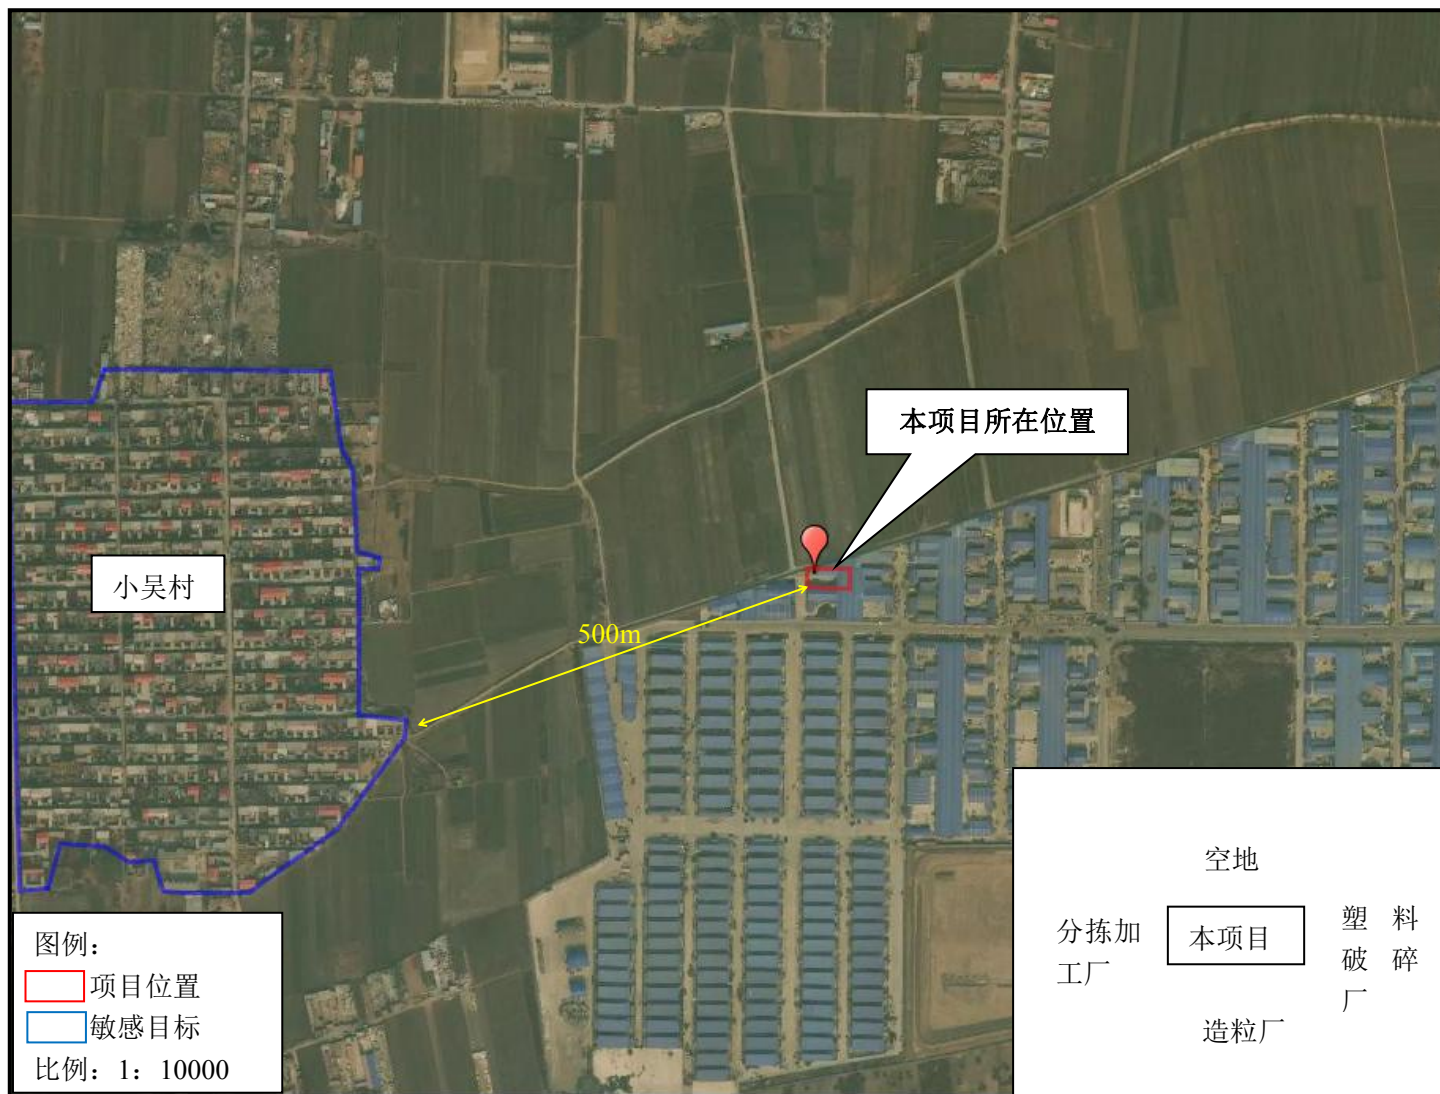 本项目所在位置
小吴村
500m
图例：
项目位置
敏感目标
比例：1：10000
空地
分拣加
工厂
本项目
塑 料
破 碎
厂
造粒厂